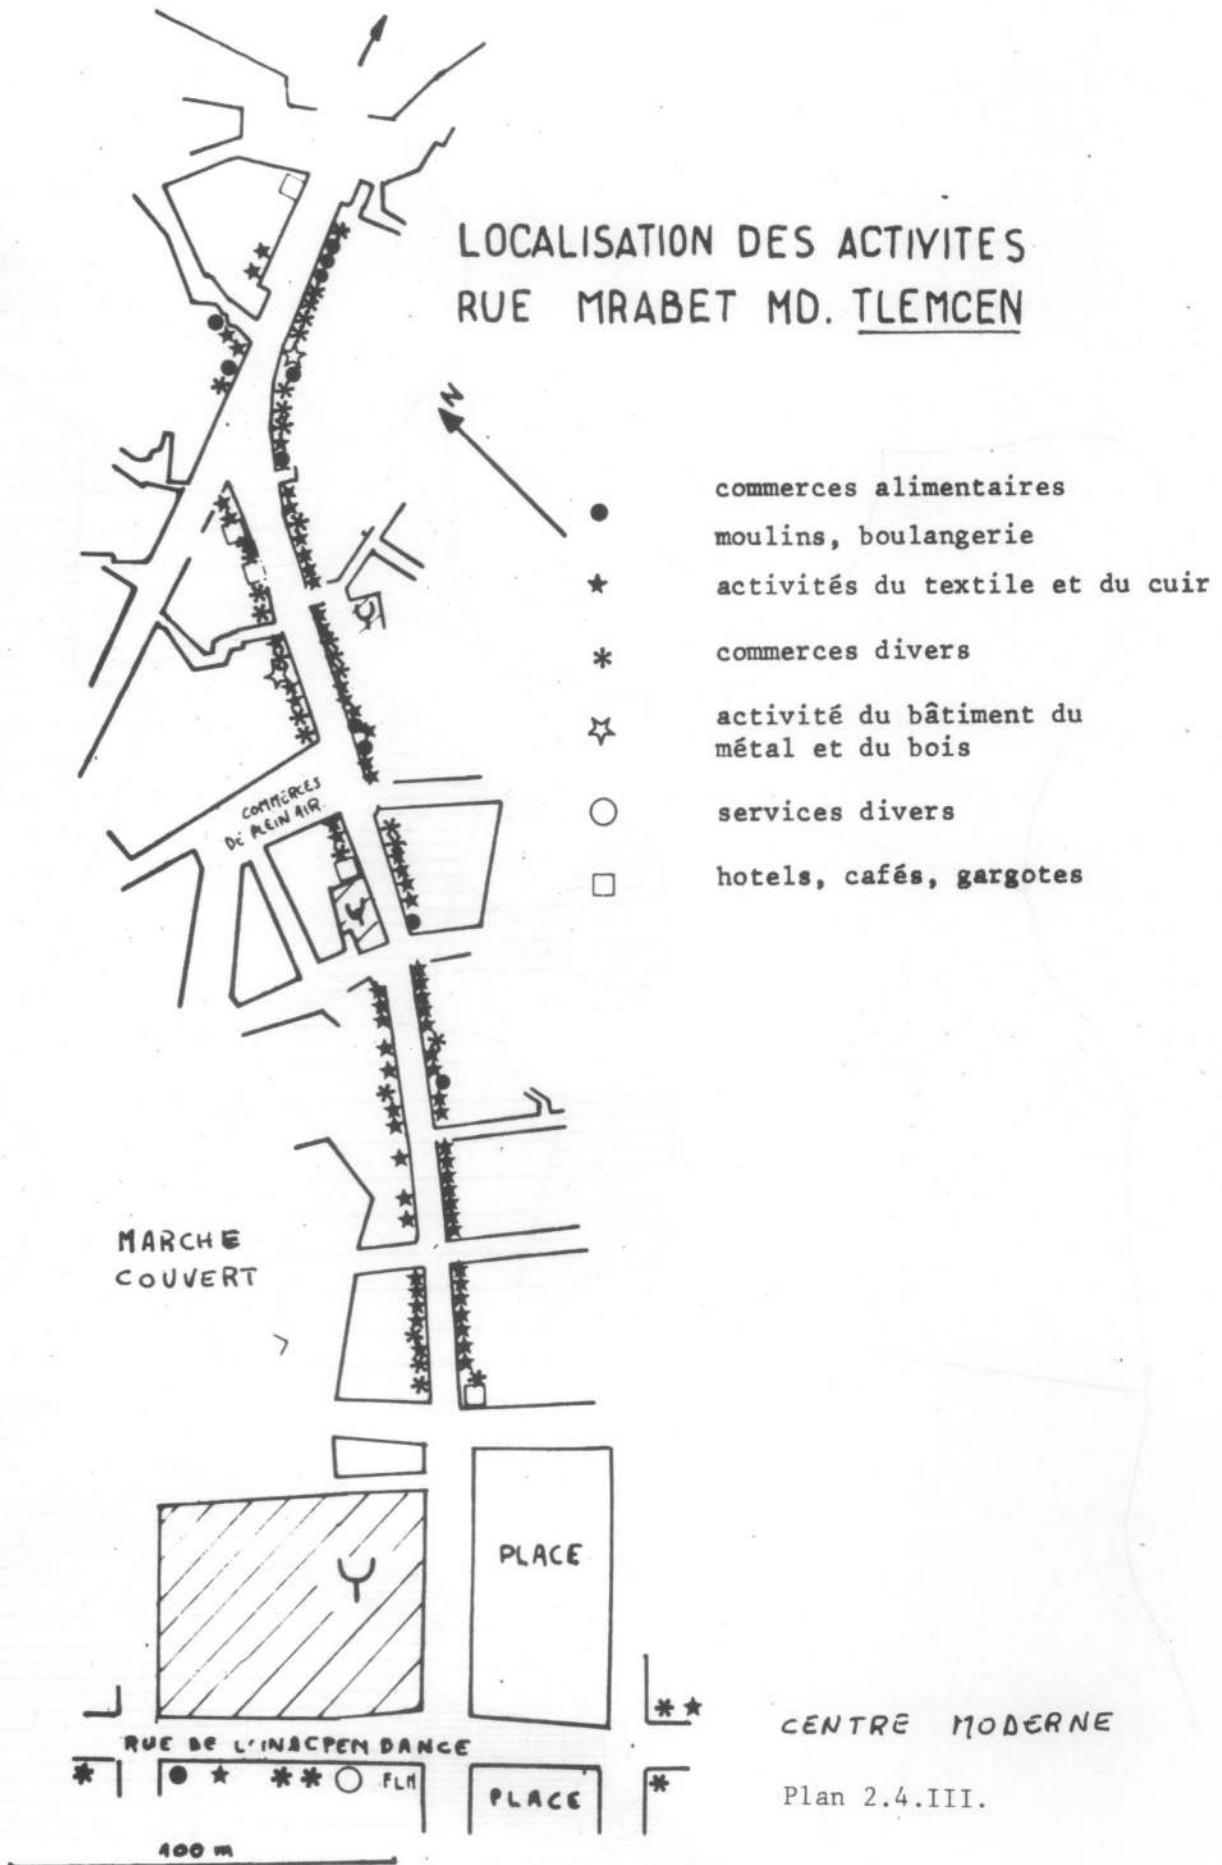 LOCALISATION DES ACTIVITES
RUE MRABET MD. TLEMCEN
N
commerces alimentaires
moulins, boulangerie
activités du textile et du cuir
commerces divers
activité du bâtiment du
métal et du bois
services divers
hotels, cafés, gargotes
COMMERCES
DE PLEIN AIR
MARCHE
COUVERT
PLACE
RUE DE L'INACPENDANCE
FLN
PLACE
CENTRE MODERNE
Plan 2.4.III.
100 m